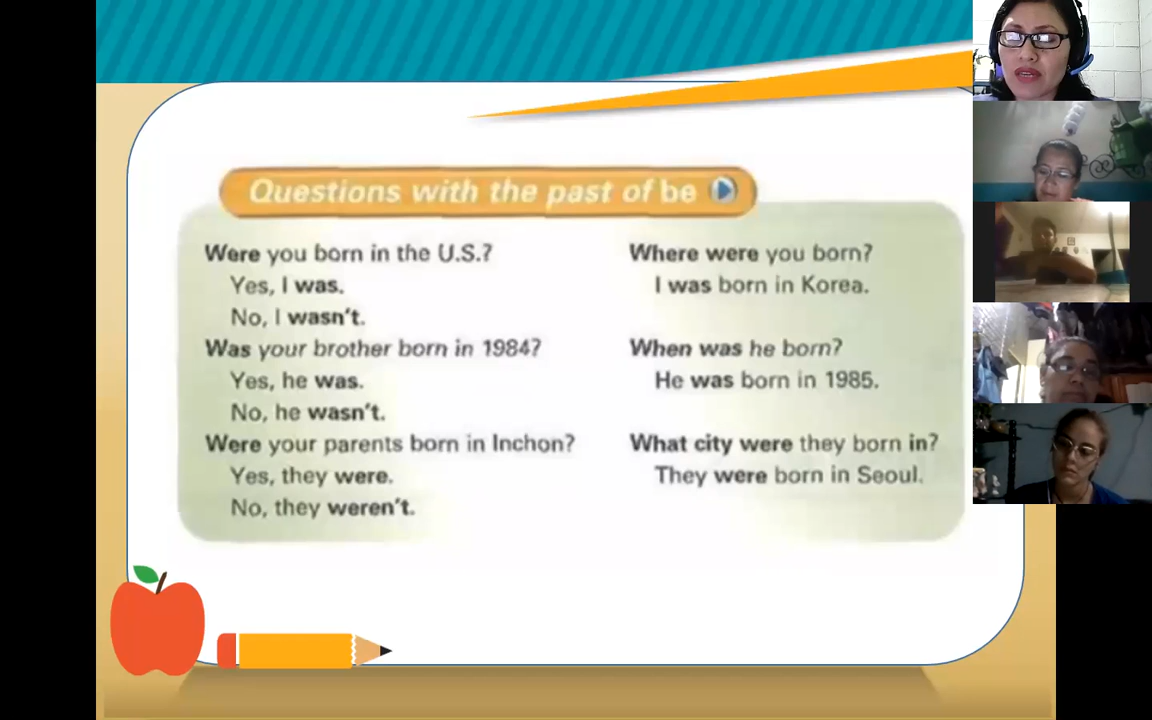 Questions with the past of be
Were you born in the U.S.?
Yes, I was.
No, I wasn't.
Was your brother born in 1984?
Yes, he was.
No, he wasn't.
Were your parents born in Inchon?
Yes, they were.
No, they weren't.
Where were you born?
I was born in Korea.
When was he born?
He was born in 1985.
What city were they born in?
They were born in Seoul.